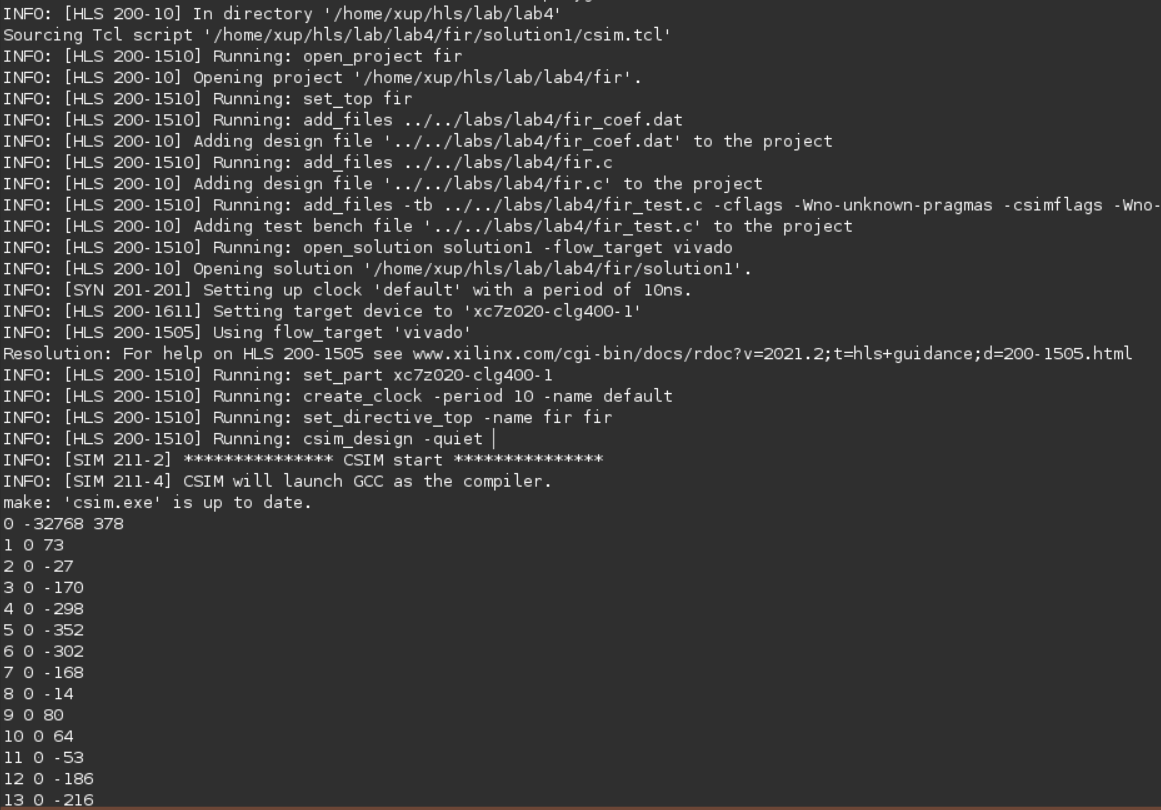 INFO: [HLS 200-10] In directory '/home/xup/hls/lab/lab4'
Sourcing Tcl script '/home/xup/hls/lab/lab4/fir/solution1/csim.tcl'
INFO: [HLS 200-1510] Running: open_project fir
INFO: [HLS 200-10] Opening project '/home/xup/hls/lab/lab4/fir'.
INFO: [HLS 200-1510] Running: set_top fir
INFO: [HLS 200-1510] Running: add_files ../../labs/lab4/fir_coef.dat
INFO: [HLS 200-10] Adding design file '../../labs/lab4/fir_coef.dat' to the project
INFO: [HLS 200-1510] Running: add_files ../../labs/lab4/fir.c
INFO: [HLS 200-10] Adding design file '../../labs/lab4/fir.c' to the project
INFO: [HLS 200-1510] Running: add_files -tb ../../labs/lab4/fir_test.c -cflags -Wno-unknown-pragmas -csimflags -Wno-
INFO: [HLS 200-10] Adding test bench file '../../labs/lab4/fir_test.c' to the project
INFO: [HLS 200-1510] Running: open_solution solution1 -flow_target vivado
INFO: [HLS 200-10] Opening solution '/home/xup/hls/lab/lab4/fir/solution1'.
INFO: [SYN 201-201] Setting up clock 'default' with a period of 10ns.
INFO: [HLS 200-1611] Setting target device to 'xc7z020-clg400-1'
INFO: [HLS 200-1505] Using flow_target 'vivado'
Resolution: For help on HLS 200-1505 see www.xilinx.com/cgi-bin/docs/rdoc?v=2021.2;t=hls+guidance;d=200-1505.html
INFO: [HLS 200-1510] Running: set_part xc7z020-clg400-1
INFO: [HLS 200-1510] Running: create_clock -period 10 -name default
INFO: [HLS 200-1510] Running: set_directive_top -name fir fir
INFO: [HLS 200-1510] Running: csim_design -quiet
INFO: [SIM 211-2] *************** CSIM start ***************
INFO: [SIM 211-4] CSIM will launch GCC as the compiler.
make: 'csim.exe' is up to date.
0 -32768 378
1 0 73
2 0 -27
3 0 -170
4 0 -298
5 0 -352
6 0 -302
7 0 -168
8 0 -14
9 0 80
10 0 64
11 0 -53
12 0 -186
13 0 -216